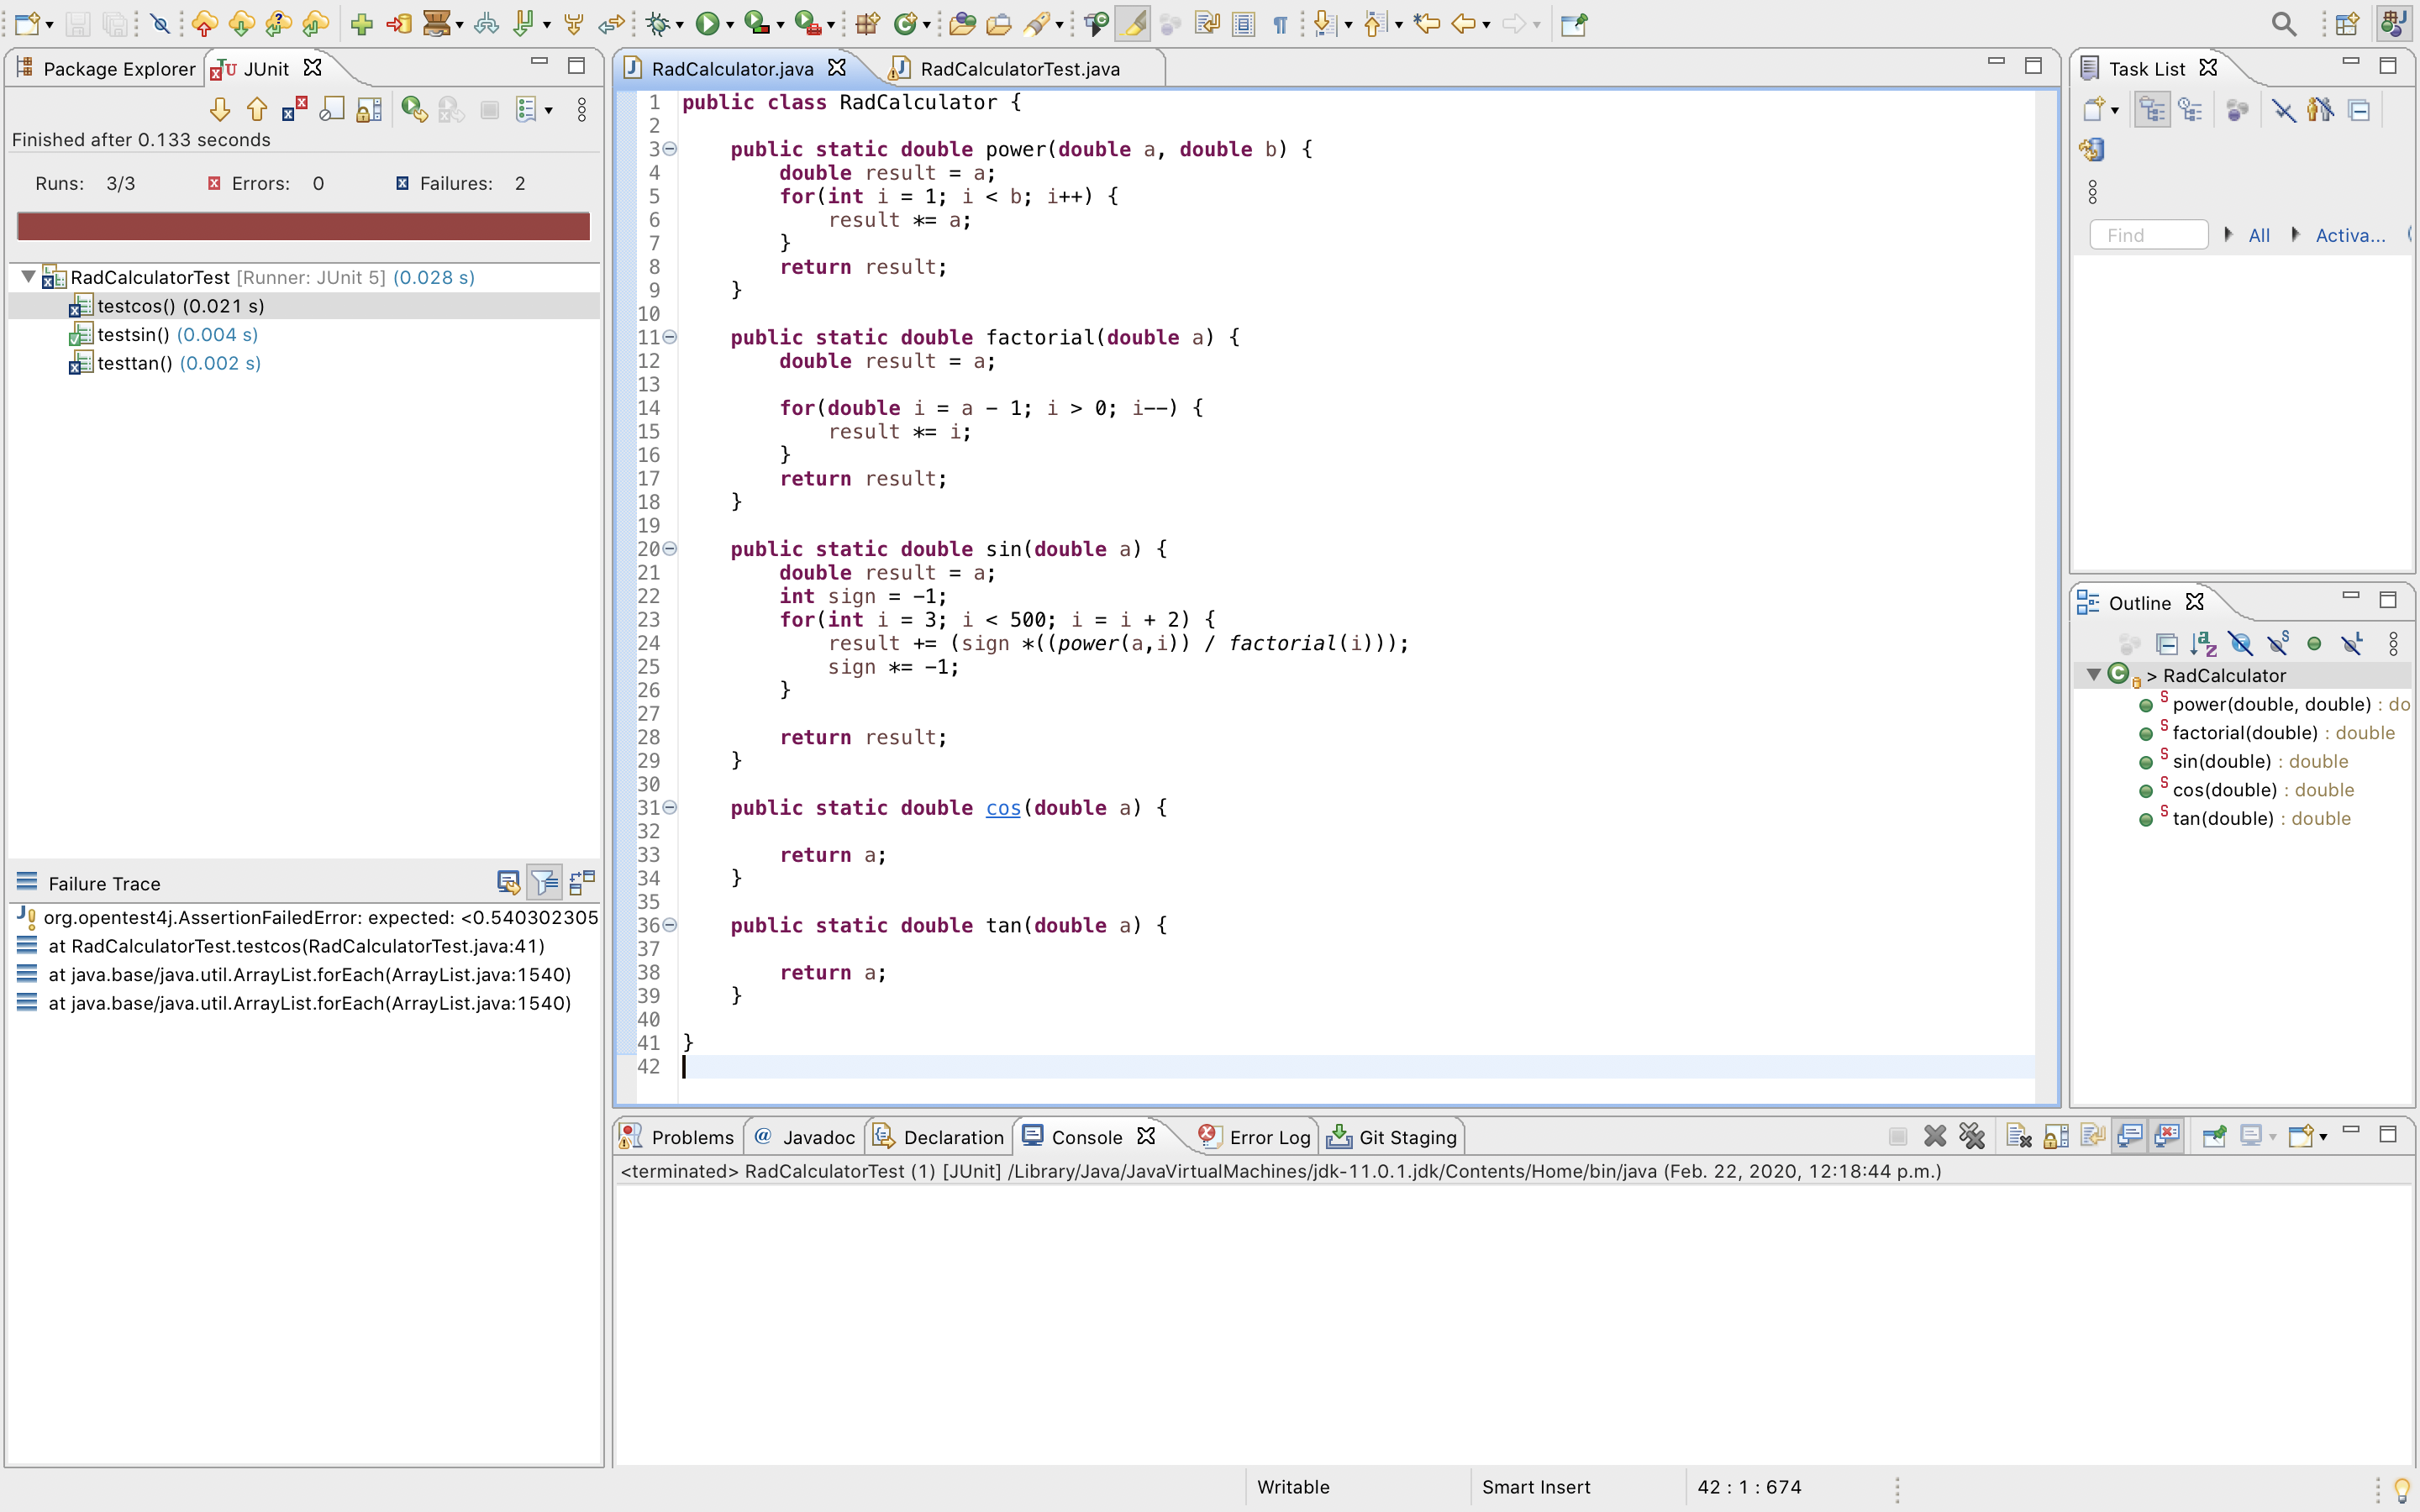 Package Explorer
JUnit
Finished after 0.133 seconds
Runs: 3/3
Errors: 0
Failures: 2
RadCalculatorTest [Runner: JUnit 5] (0.028 s)
testcos() (0.021 s)
testsin() (0.004 s)
testtan() (0.002 s)
Failure Trace
org.opentest4j.AssertionFailedError: expected: <0.540302305
at RadCalculatorTest.testcos(RadCalculatorTest.java:41)
at java.base/java.util.ArrayList.forEach(ArrayList.java:1540)
at java.base/java.util.ArrayList.forEach(ArrayList.java:1540)
RadCalculator.java
RadCalculatorTest.java
1 public class RadCalculator {
2
3 public static double power(double a, double b) {
4 double result = a;
5 for(int i = 1; i < b; i++) {
6 result *= a;
7 }
8 return result;
9 }
10
11 public static double factorial(double a) {
12 double result = a;
13
14 for(double i = a - 1; i > 0; i--) {
15 result *= i;
16 }
17 return result;
18 }
19
20 public static double sin(double a) {
21 double result = a;
22 int sign = -1;
23 for(int i = 3; i < 500; i = i + 2) {
24 result += (sign *((power(a,i)) / factorial(i)));
25 sign *= -1;
26 }
27
28 return result;
29 }
30
31 public static double cos(double a) {
32
33 return a;
34 }
35
36 public static double tan(double a) {
37
38 return a;
39 }
40
41 }
42
Task List
Find
All
Activa...
Outline
> RadCalculator
power(double, double) : do
factorial(double) : double
sin(double) : double
cos(double) : double
tan(double) : double
Problems
@ Javadoc
Declaration
Console
Error Log
Git Staging
<terminated> RadCalculatorTest (1) [JUnit] /Library/Java/JavaVirtualMachines/jdk-11.0.1.jdk/Contents/Home/bin/java (Feb. 22, 2020, 12:18:44 p.m.)
Writable
Smart Insert
42 : 1 : 674